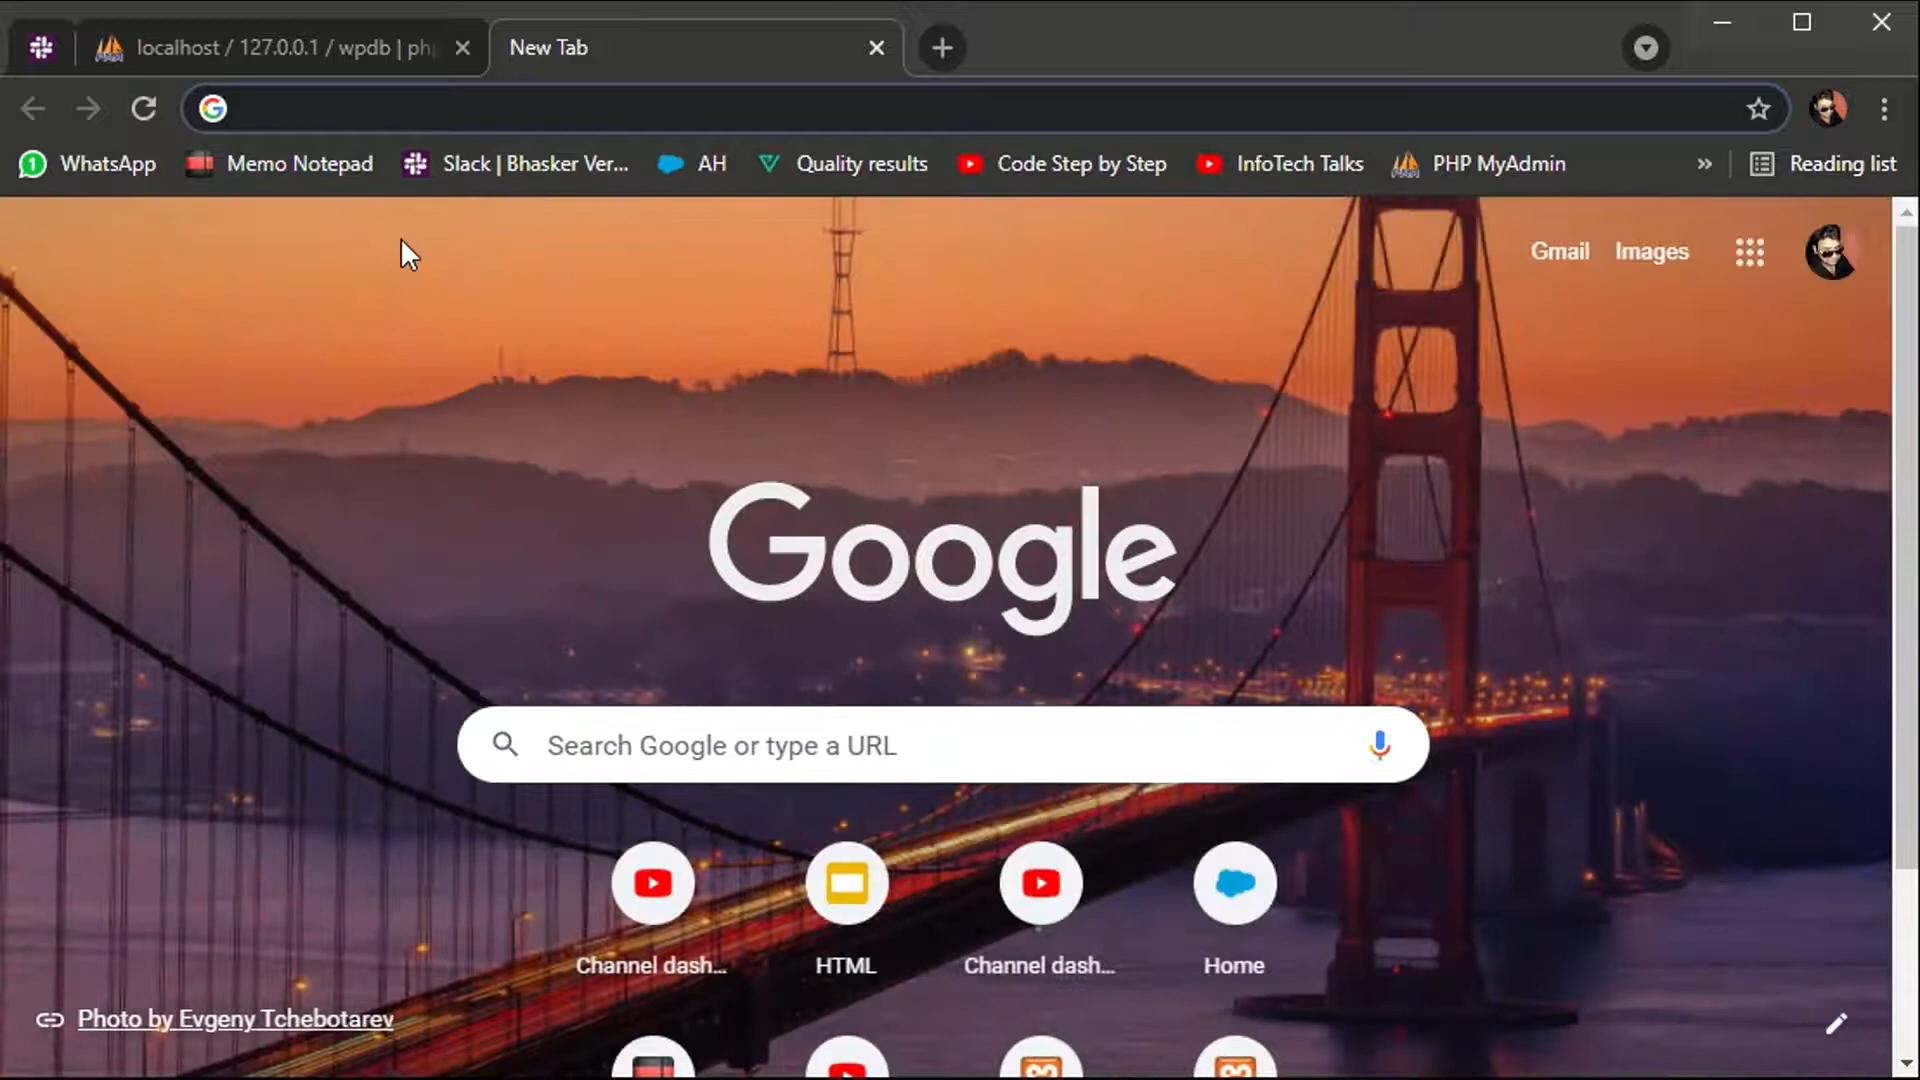 localhost / 127.0.0.1 / wpdb | ph
New Tab
WhatsApp
Memo Notepad
Slack | Bhasker Ver...
AH
Quality results
Code Step by Step
InfoTech Talks
PHP MyAdmin
»
Reading list
Gmail
Images
Google
Search Google or type a URL
Channel dash...
HTML
Channel dash...
Home
Photo by Evgeny Tchebotarev